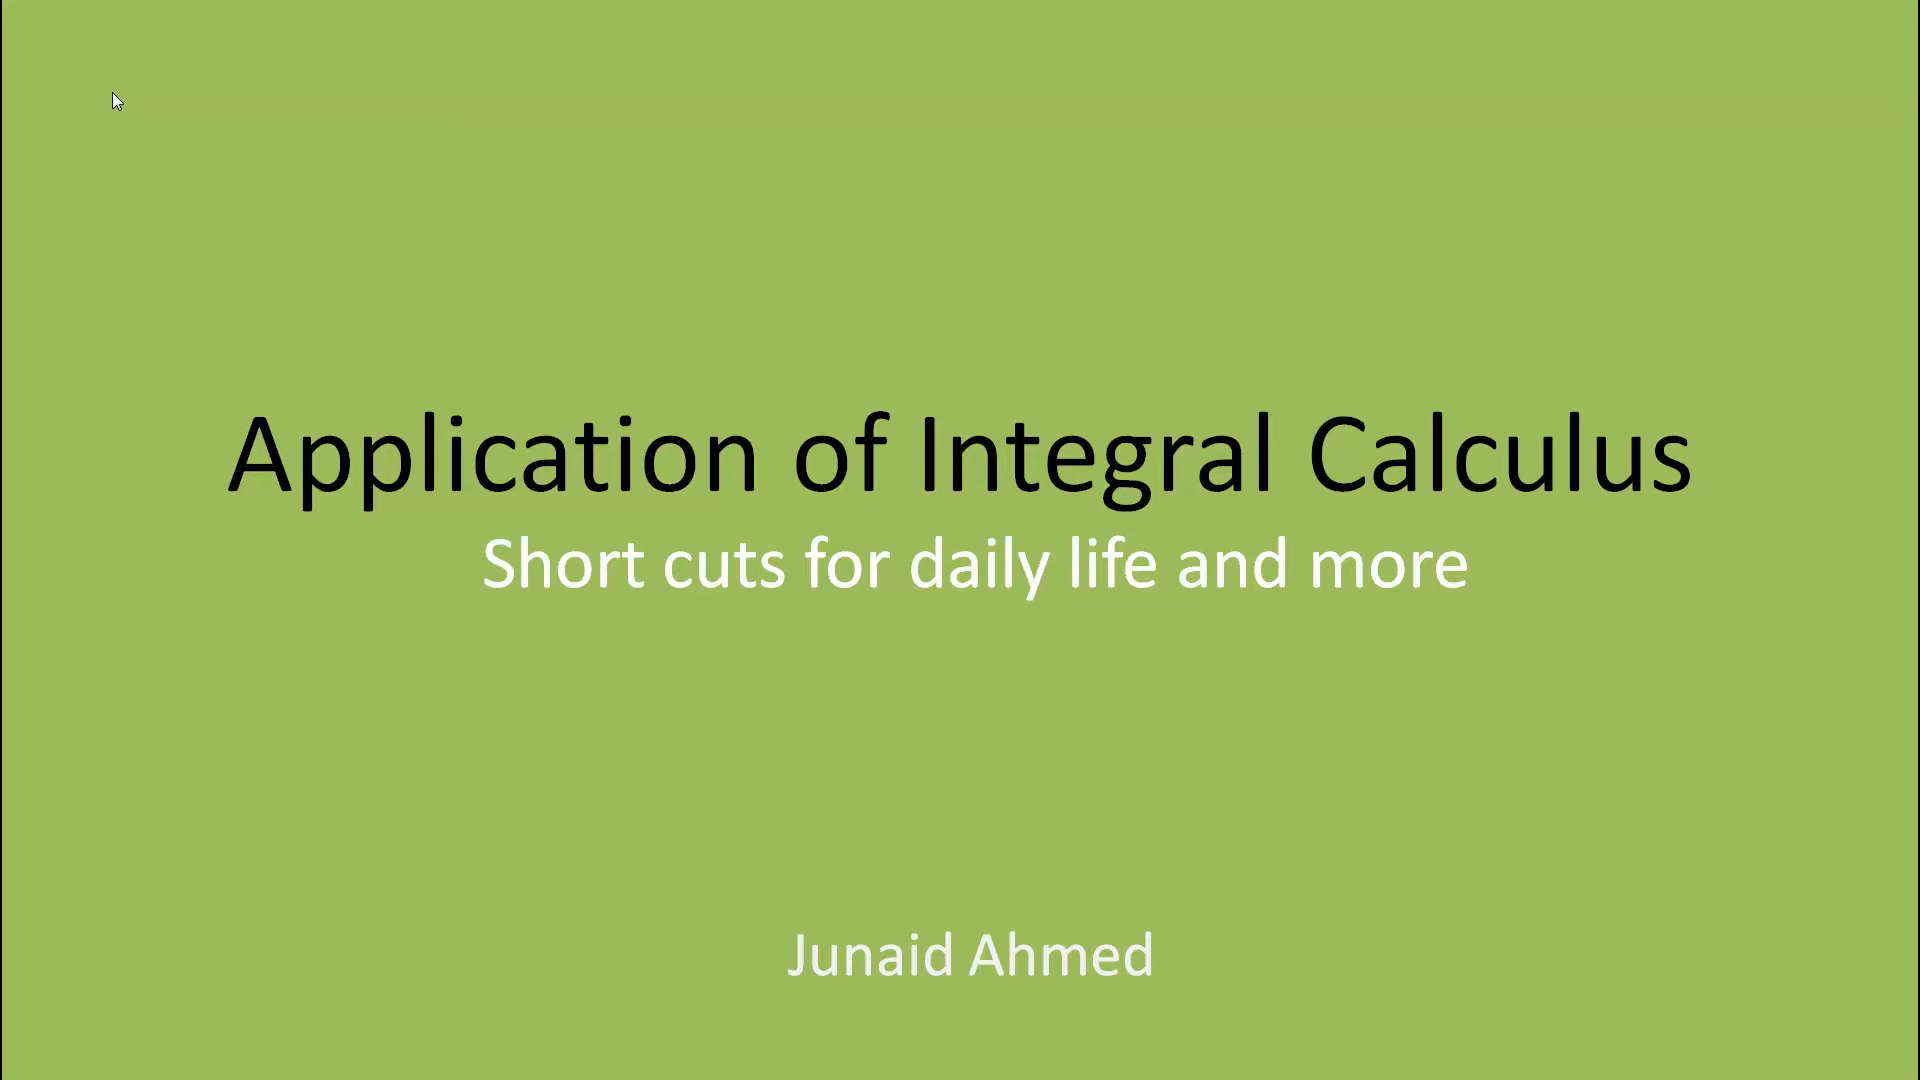 Application of Integral Calculus
Short cuts for daily life and more
Junaid Ahmed